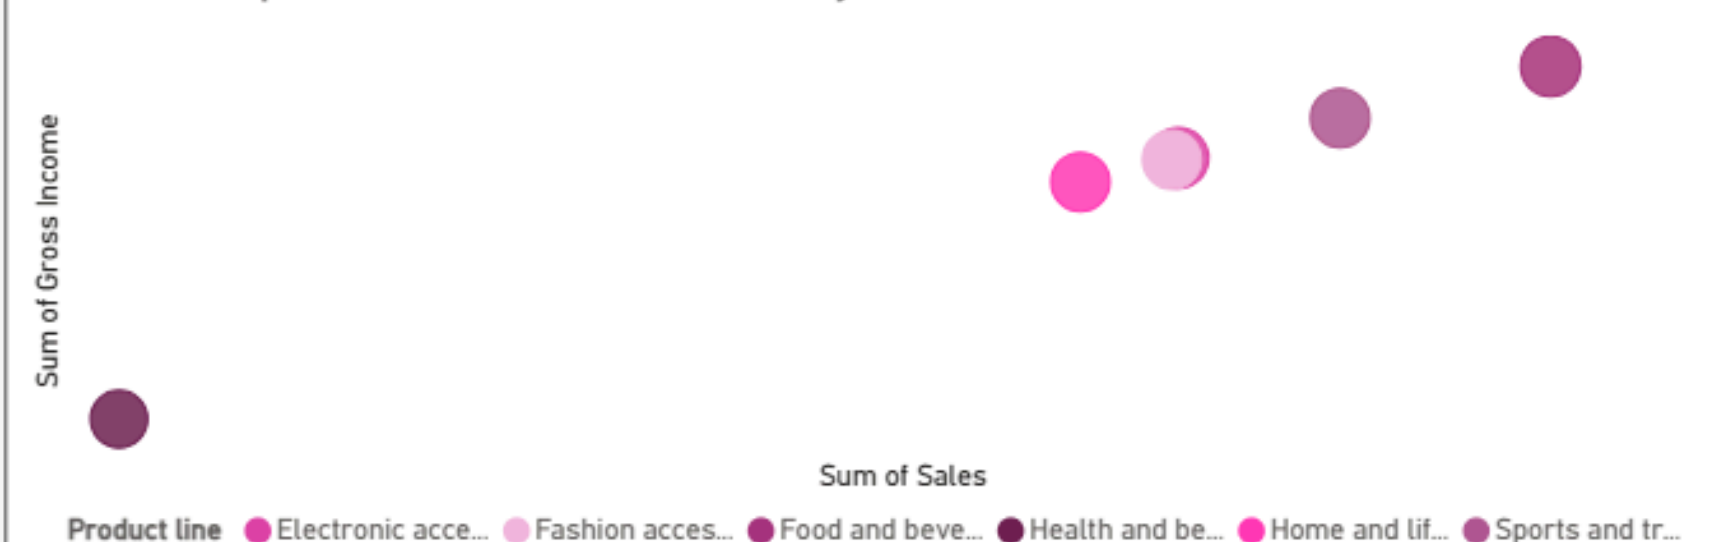 Sum of Gross Income
Sum of Sales
Product line Electronic acce... Fashion acces... Food and beve... Health and be... Home and lif... Sports and tr...